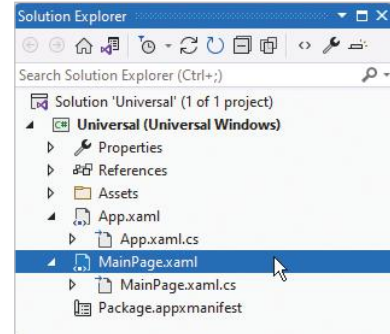 Solution Explorer
Search Solution Explorer (Ctrl+;)
Solution 'Universal' (1 of 1 project)
C# Universal (Universal Windows)
Properties
References
Assets
App.xaml
App.xaml.cs
MainPage.xaml
MainPage.xaml.cs
Package.appxmanifest